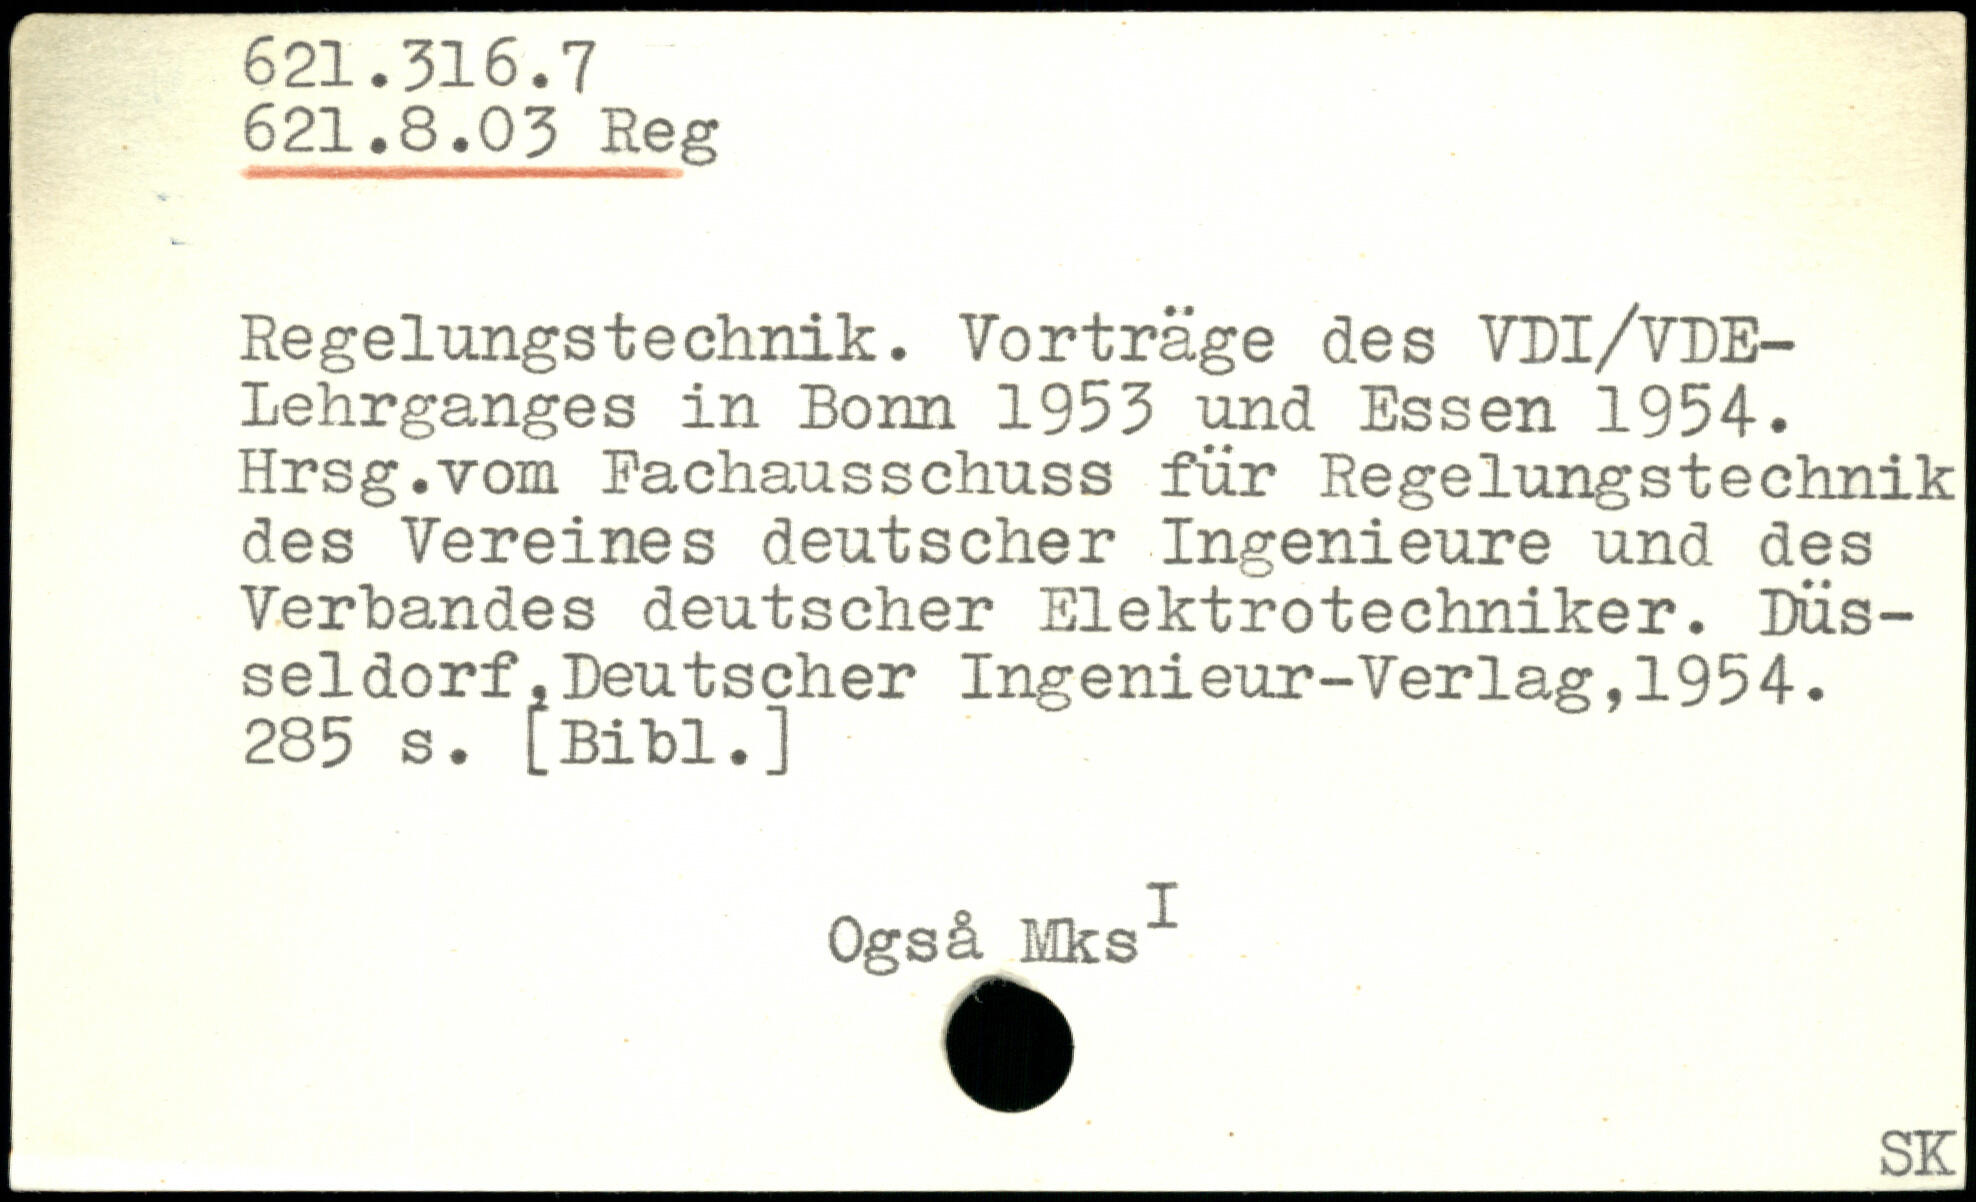 621.316.7
621.8.03 Reg
Regelungstechnik. Vorträge des VDI/VDE-
Lehrganges in Bonn 1953 und Essen 1954.
Hrsg.vom Fachausschuss für Regelungstechnik
des Vereines deutscher Ingenieure und des
Verbandes deutscher Elektrotechniker. Düs-
seldorf,Deutscher Ingenieur-Verlag,1954.
285 s. [Bibl.]
Også Mks I
SK